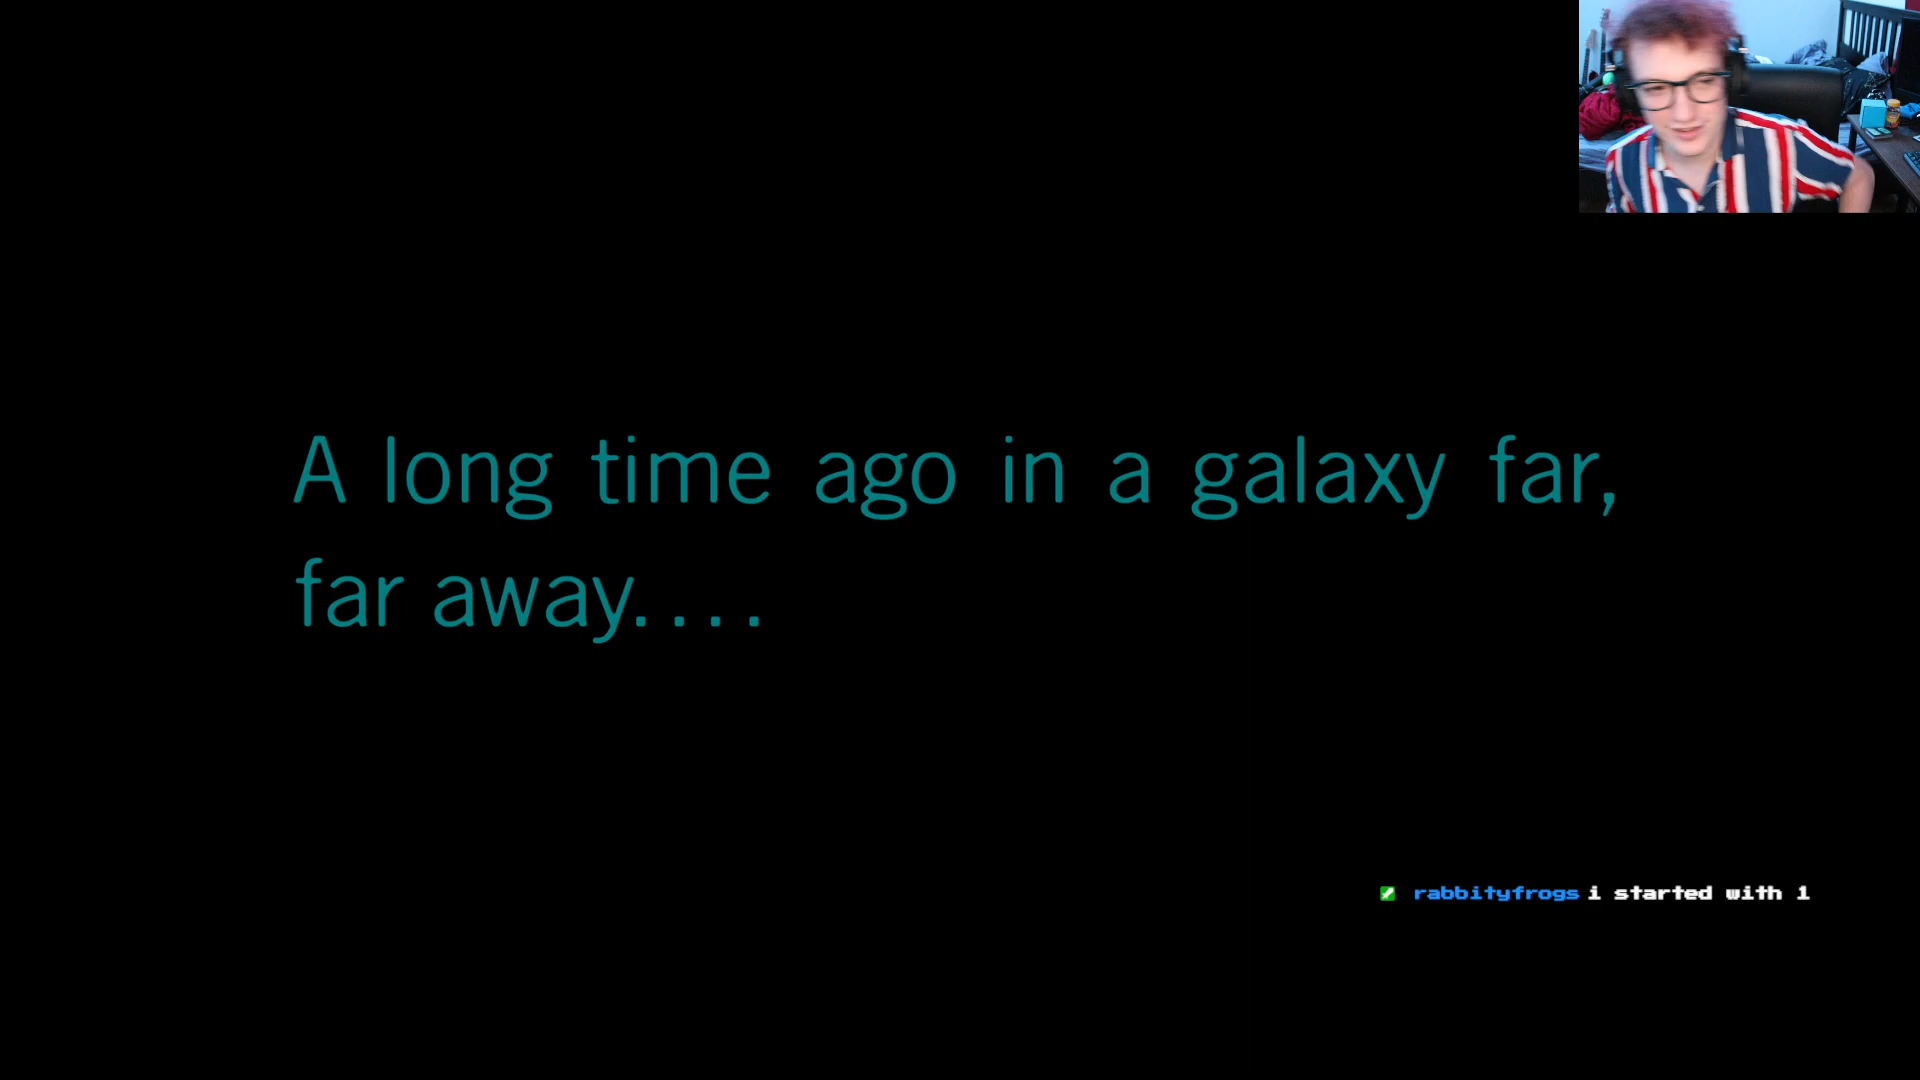 A long time ago in a galaxy far,
far away....
rabbityfrogs i started with 1